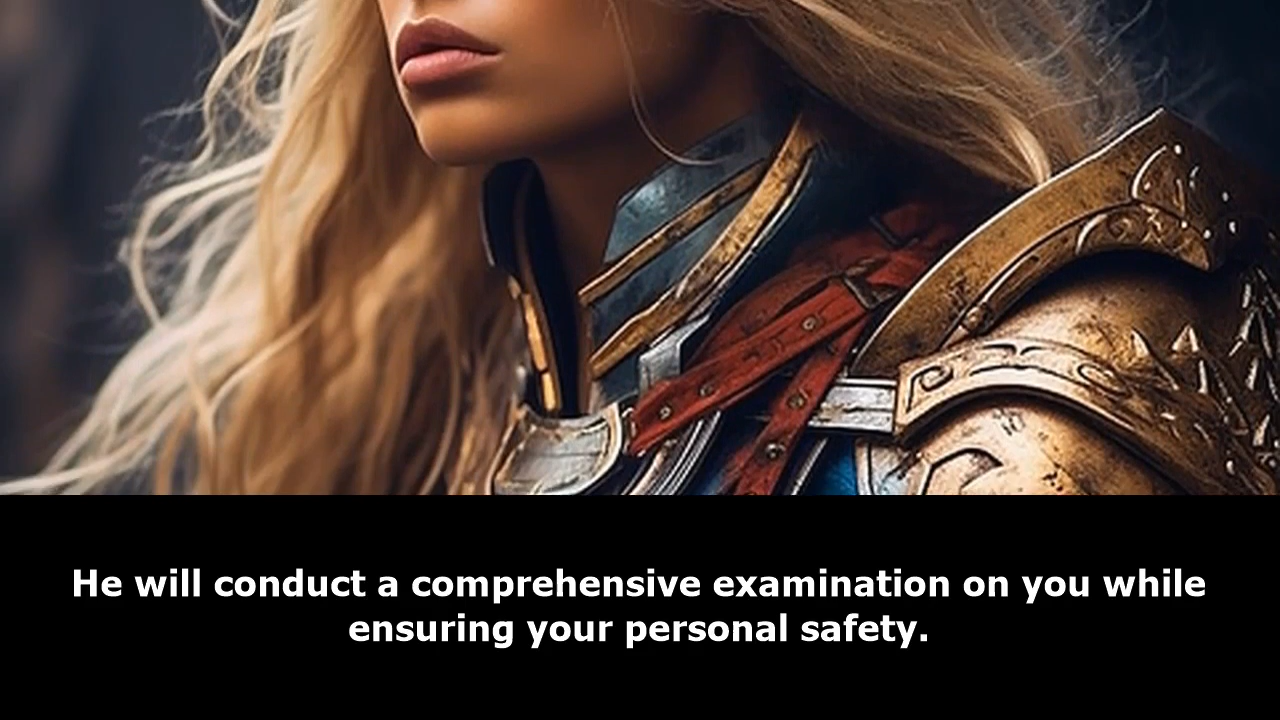 He will conduct a comprehensive examination on you while
ensuring your personal safety.